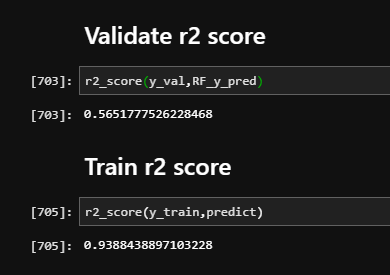 Validate r2 score
[703]: r2_score(y_val,RF_y_pred)
[703]: 0.5651777526228468
Train r2 score
[705]: r2_score(y_train,predict)
[705]: 0.9388438897103228